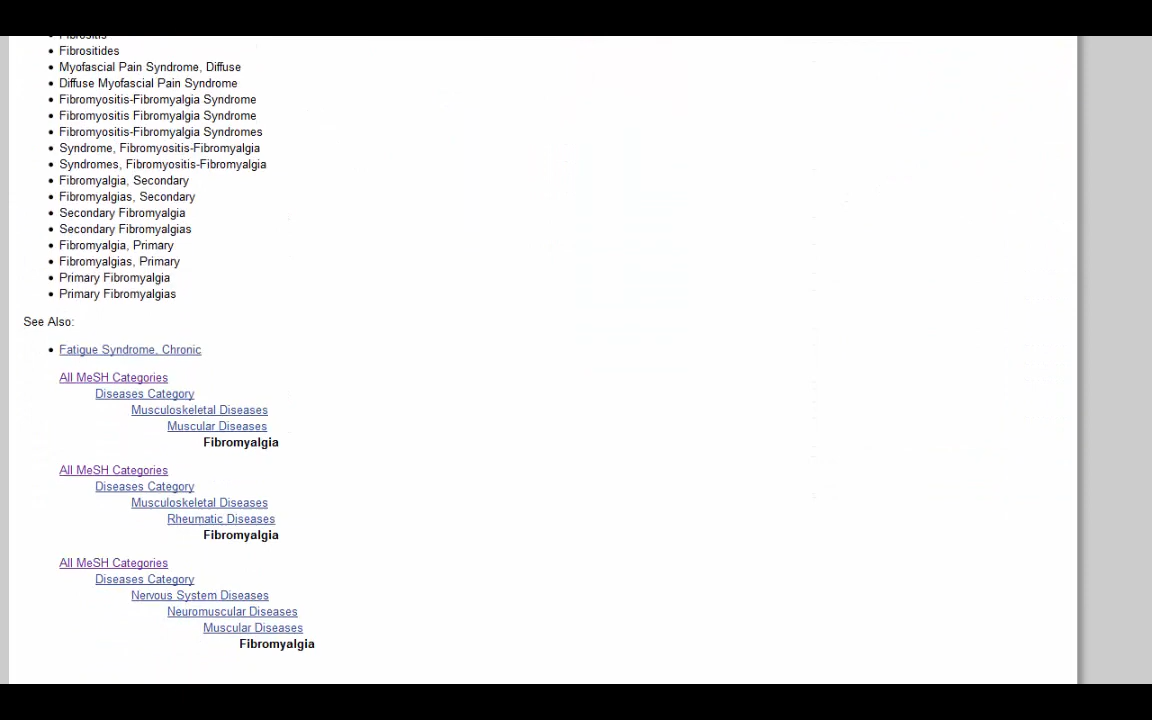 Fibrositis
Fibrositides
Myofascial Pain Syndrome, Diffuse
Diffuse Myofascial Pain Syndrome
Fibromyositis-Fibromyalgia Syndrome
Fibromyositis Fibromyalgia Syndrome
Fibromyositis-Fibromyalgia Syndromes
Syndrome, Fibromyositis-Fibromyalgia
Syndromes, Fibromyositis-Fibromyalgia
Fibromyalgia, Secondary
Fibromyalgias, Secondary
Secondary Fibromyalgia
Secondary Fibromyalgias
Fibromyalgia, Primary
Fibromyalgias, Primary
Primary Fibromyalgia
Primary Fibromyalgias
See Also:
Fatigue Syndrome, Chronic
All MeSH Categories
Diseases Category
Musculoskeletal Diseases
Muscular Diseases
Fibromyalgia
All MeSH Categories
Diseases Category
Musculoskeletal Diseases
Rheumatic Diseases
Fibromyalgia
All MeSH Categories
Diseases Category
Nervous System Diseases
Neuromuscular Diseases
Muscular Diseases
Fibromyalgia